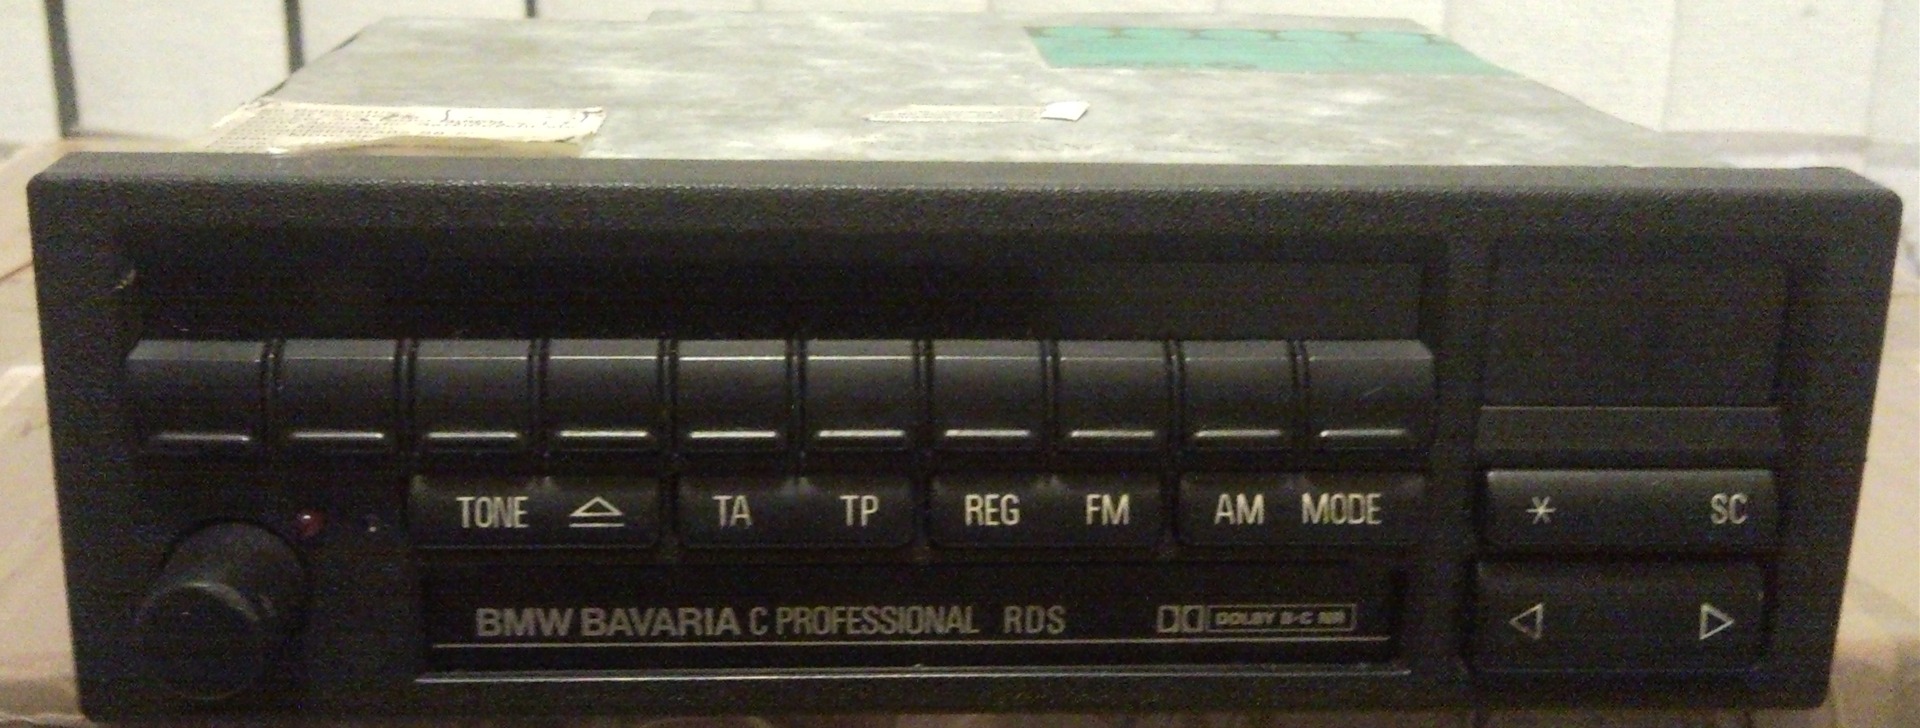 TONE TA TP REG FM AM MODE * SC
BMW BAVARIA C PROFESSIONAL RDS DOLBY B-C NR